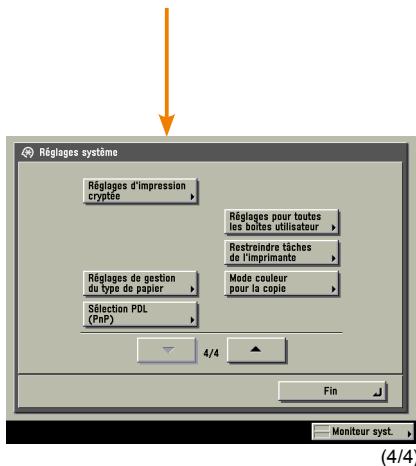 Réglages système
Réglages d'impression
cryptée
Réglages pour toutes
les boîtes utilisateur
Restreindre tâches
de l'imprimante
Réglages de gestion
du type de papier
Mode couleur
pour la copie
Sélection PDL
(PnP)
4/4
Fin
Moniteur syst.
(4/4)